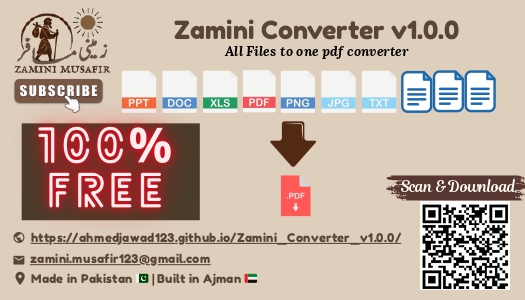 Zamini Converter v1.0.0
All Files to one pdf converter
زمینی مسافر
ZAMINI MUSAFIR
SUBSCRIBE
PPT DOC XLS PDF PNG JPG TXT
100%
FREE
.PDF
Scan & Download
https://ahmedjawad123.github.io/Zamini_Converter_v1.0.0/
zamini.musafir123@gmail.com
Made in Pakistan 🇵🇰 | Built in Ajman 🇦🇪